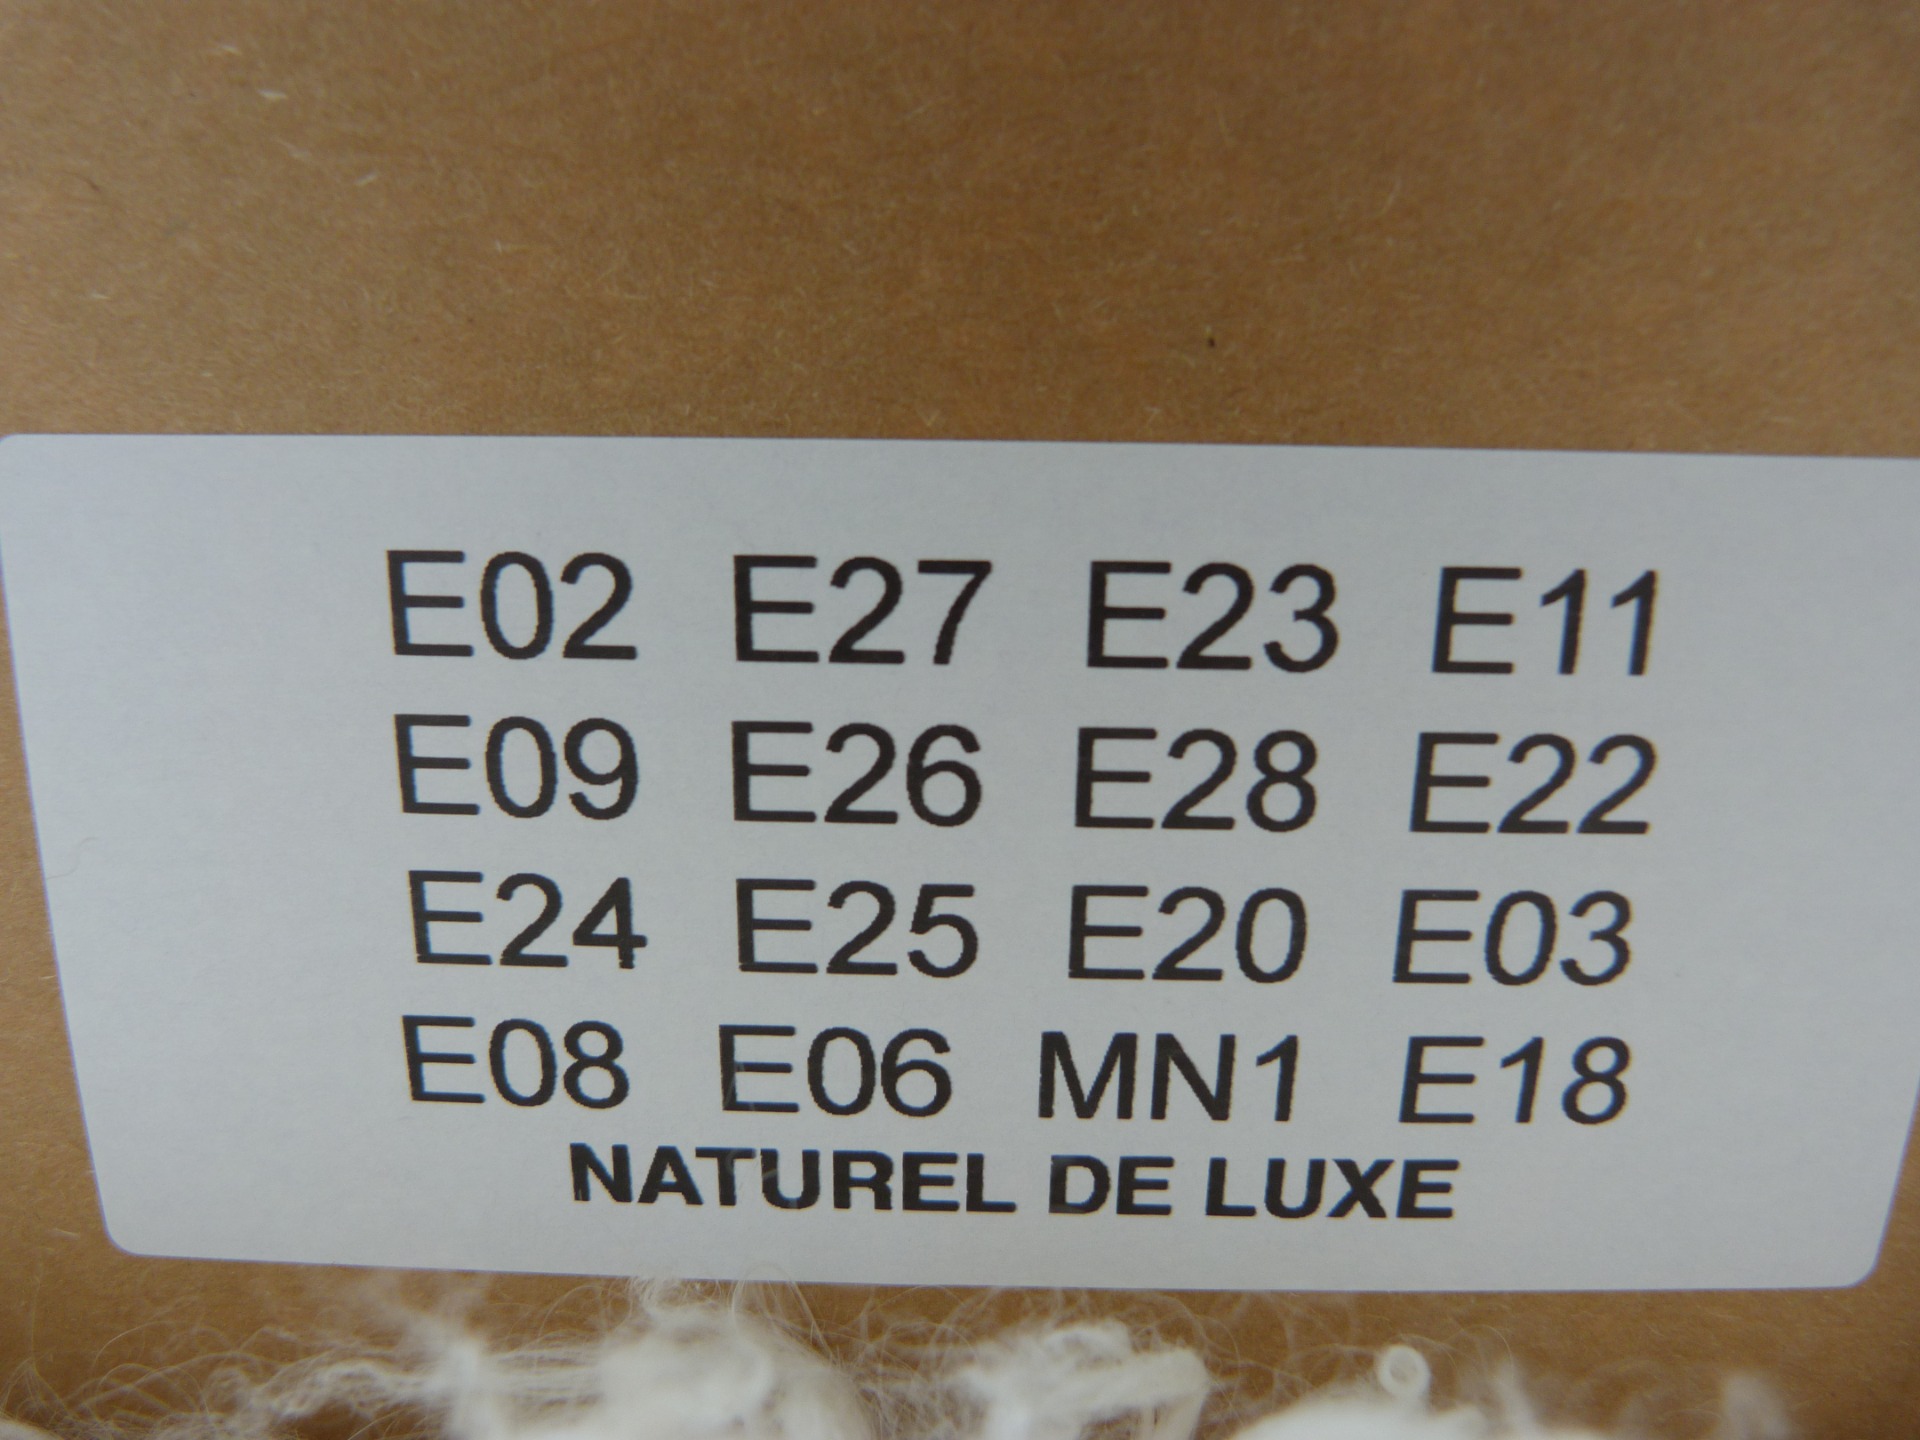 E02 E27 E23 E11
E09 E26 E28 E22
E24 E25 E20 E03
E08 E06 MN1 E18
NATUREL DE LUXE